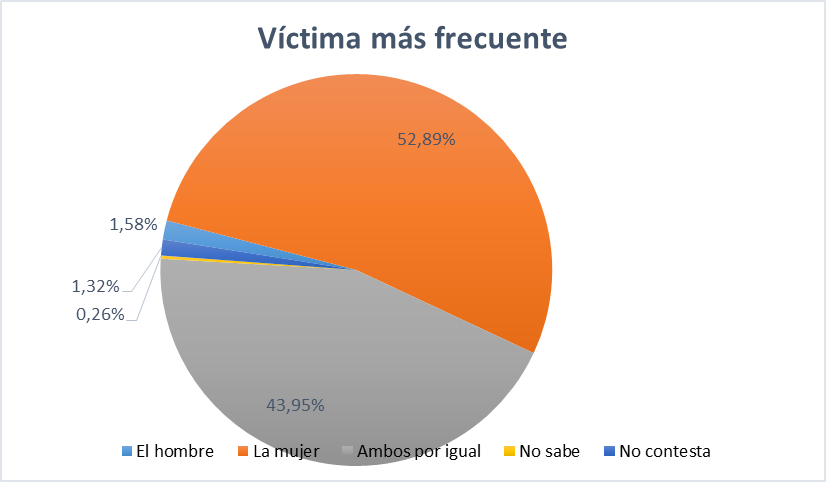 Víctima más frecuente
52,89%
1,58%
1,32%
0,26%
43,95%
El hombre La mujer Ambos por igual No sabe No contesta